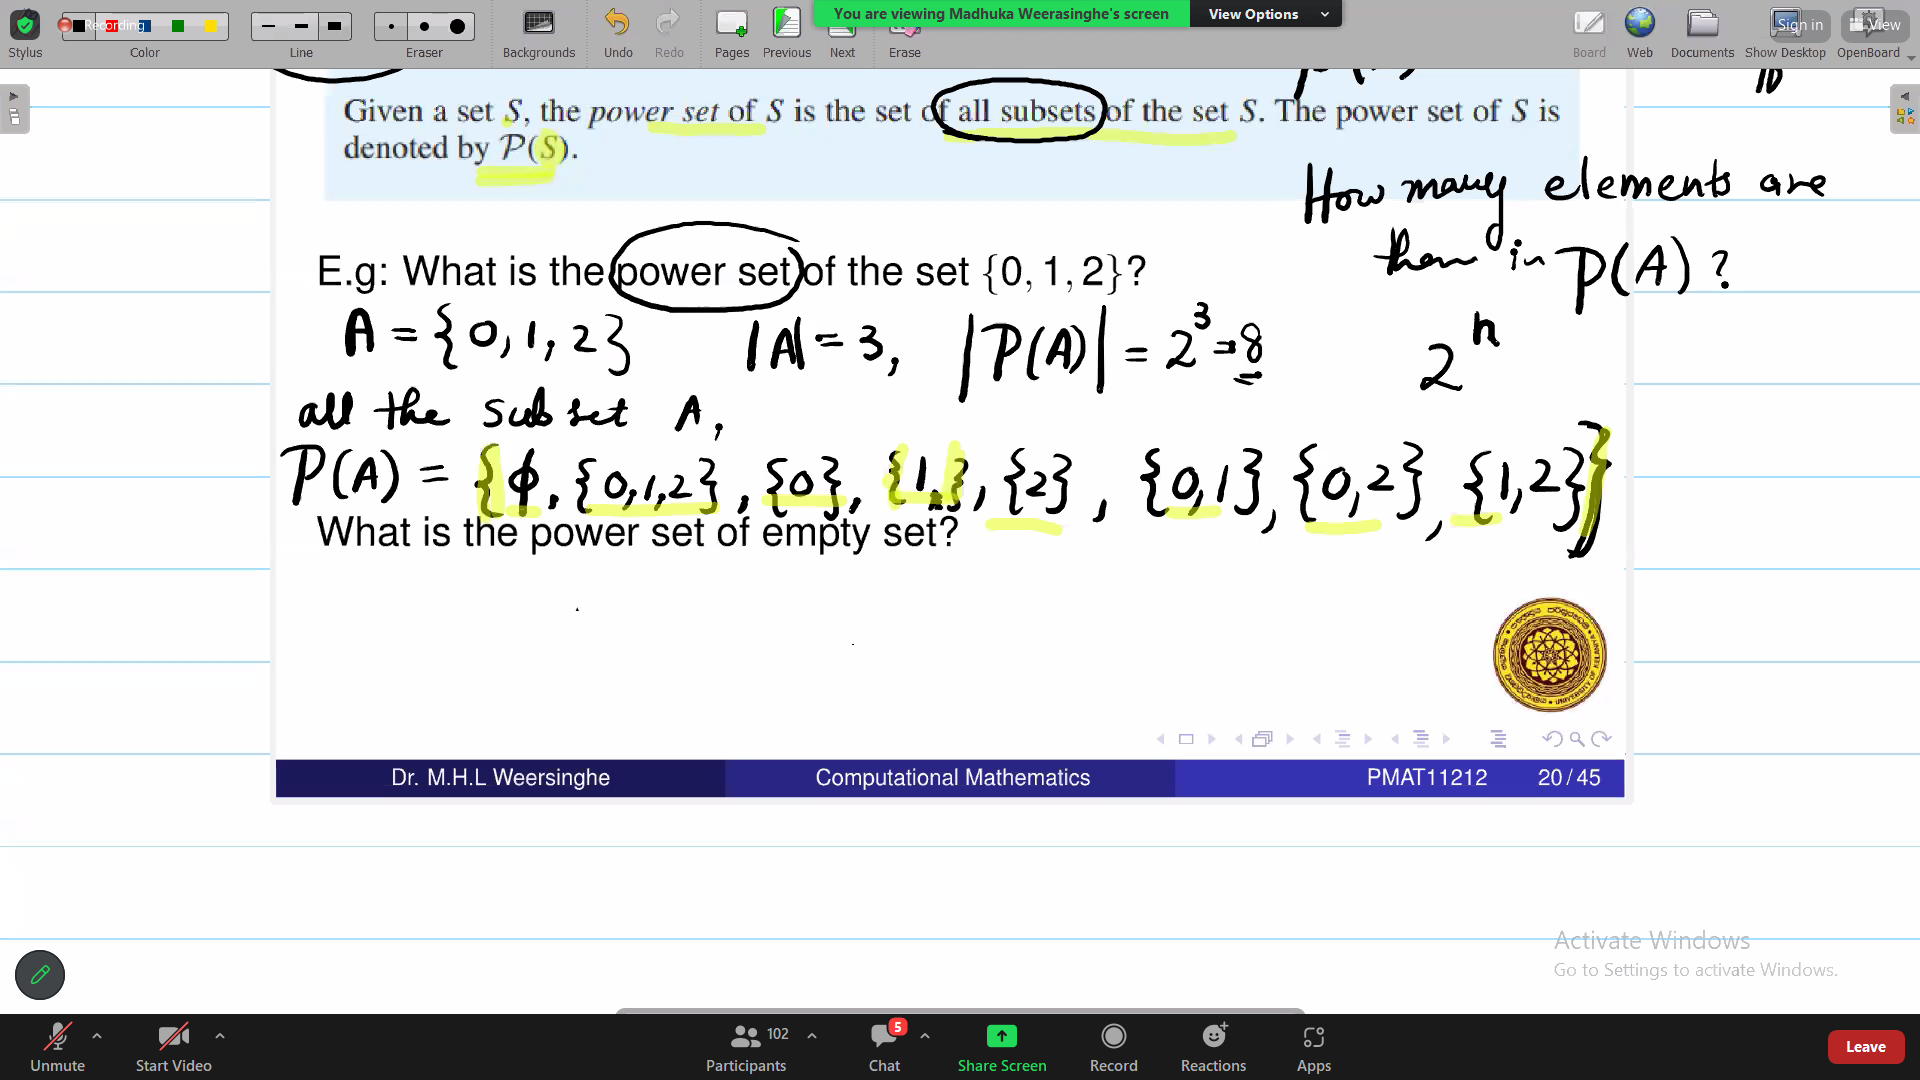 Recording
You are viewing Madhuka Weerasinghe's screen
View Options
Sign in
View
Stylus
Color
Line
Eraser
Backgrounds
Undo
Redo
Pages
Previous
Next
Erase
Board
Web
Documents
Show Desktop
OpenBoard
Given a set S, the power set of S is the set of all subsets of the set S. The power set of S is
denoted by P(S).
How many elements are
them in P(A) ?
E.g: What is the power set of the set {0, 1, 2}?
A = {0, 1, 2} |A| = 3, |P(A)| = 2³ = 8
2ⁿ
all the subset A,
P(A) = {ϕ, {0,1,2}, {0}, {1,}, {2}, {0,1}, {0,2}, {1,2}}
What is the power set of empty set?
Dr. M.H.L Weersinghe Computational Mathematics PMAT11212 20 / 45
Activate Windows
Go to Settings to activate Windows.
Unmute
Start Video
102
Participants
5
Chat
Share Screen
Record
Reactions
Apps
Leave